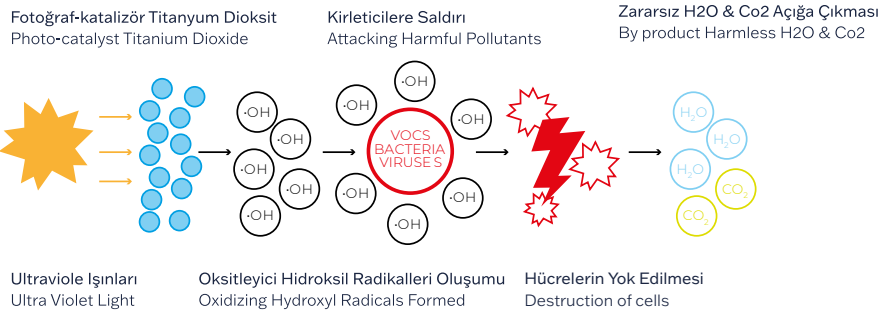 Fotoğraf-katalizör Titanyum Dioksit
Photo-catalyst Titanium Dioxide
Kirleticilere Saldırı
Attacking Harmful Pollutants
Zararsız H2O & Co2 Açığa Çıkması
By product Harmless H2O & Co2
·OH
·OH
·OH
·OH
·OH
·OH
·OH
·OH
·OH
·OH
·OH
VOCS
BACTERIA
VIRUSES
H₂O
H₂O
H₂O
CO₂
CO₂
Ultraviole Işınları
Ultra Violet Light
Oksitleyici Hidroksil Radikalleri Oluşumu
Oxidizing Hydroxyl Radicals Formed
Hücrelerin Yok Edilmesi
Destruction of cells